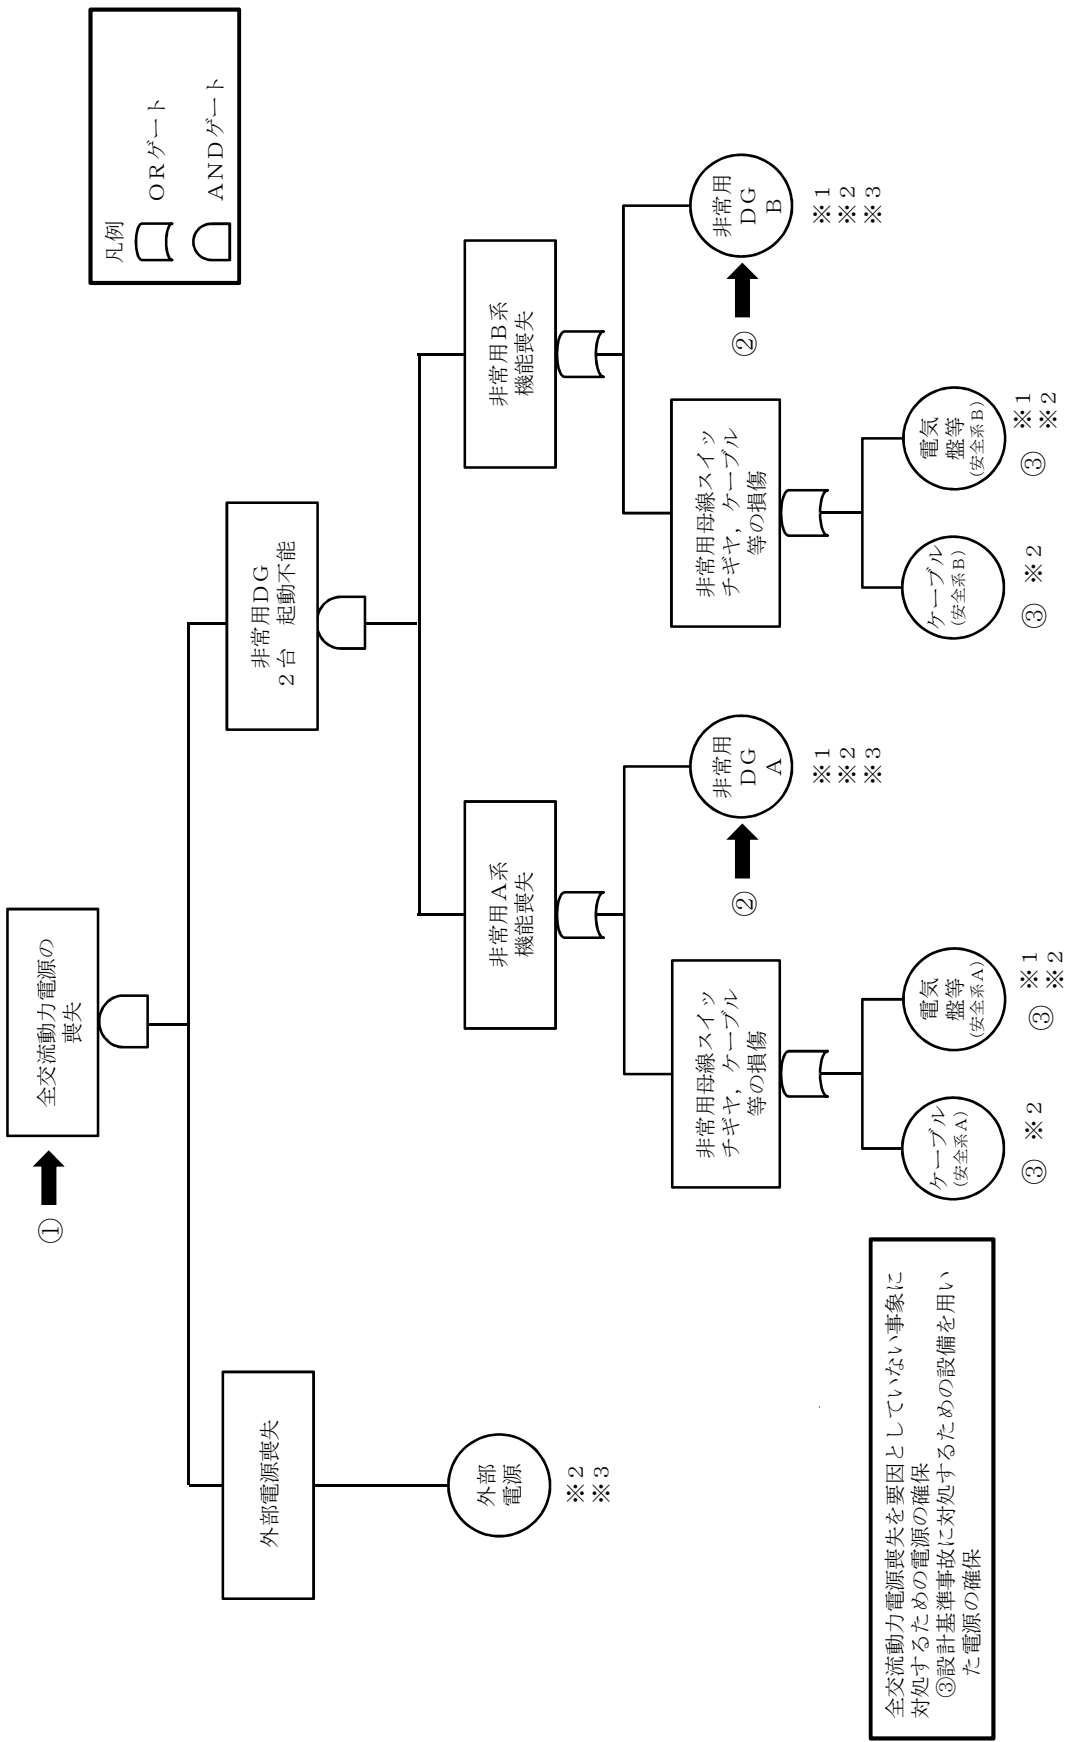 凡例
ORゲート
ANDゲート
①
全交流動力電源の
喪失
外部電源喪失
外部
電源
※2
※3
非常用DG
2台 起動不能
非常用A系
機能喪失
非常用B系
機能喪失
非常用母線スイッ
チギヤ,ケーブル
等の損傷
②
非常用
DG
A
※1
※2
※3
ケーブル
(安全系A)
③ ※2
電気
盤等
(安全系A)
③
※1
※2
非常用母線スイッ
チギヤ,ケーブル
等の損傷
②
非常用
DG
B
※1
※2
※3
ケーブル
(安全系B)
③ ※2
電気
盤等
(安全系B)
③
※1
※2
全交流動力電源喪失を要因としていない事象に
対処するための電源の確保
③設計基準事故に対処するための設備を用い
た電源の確保